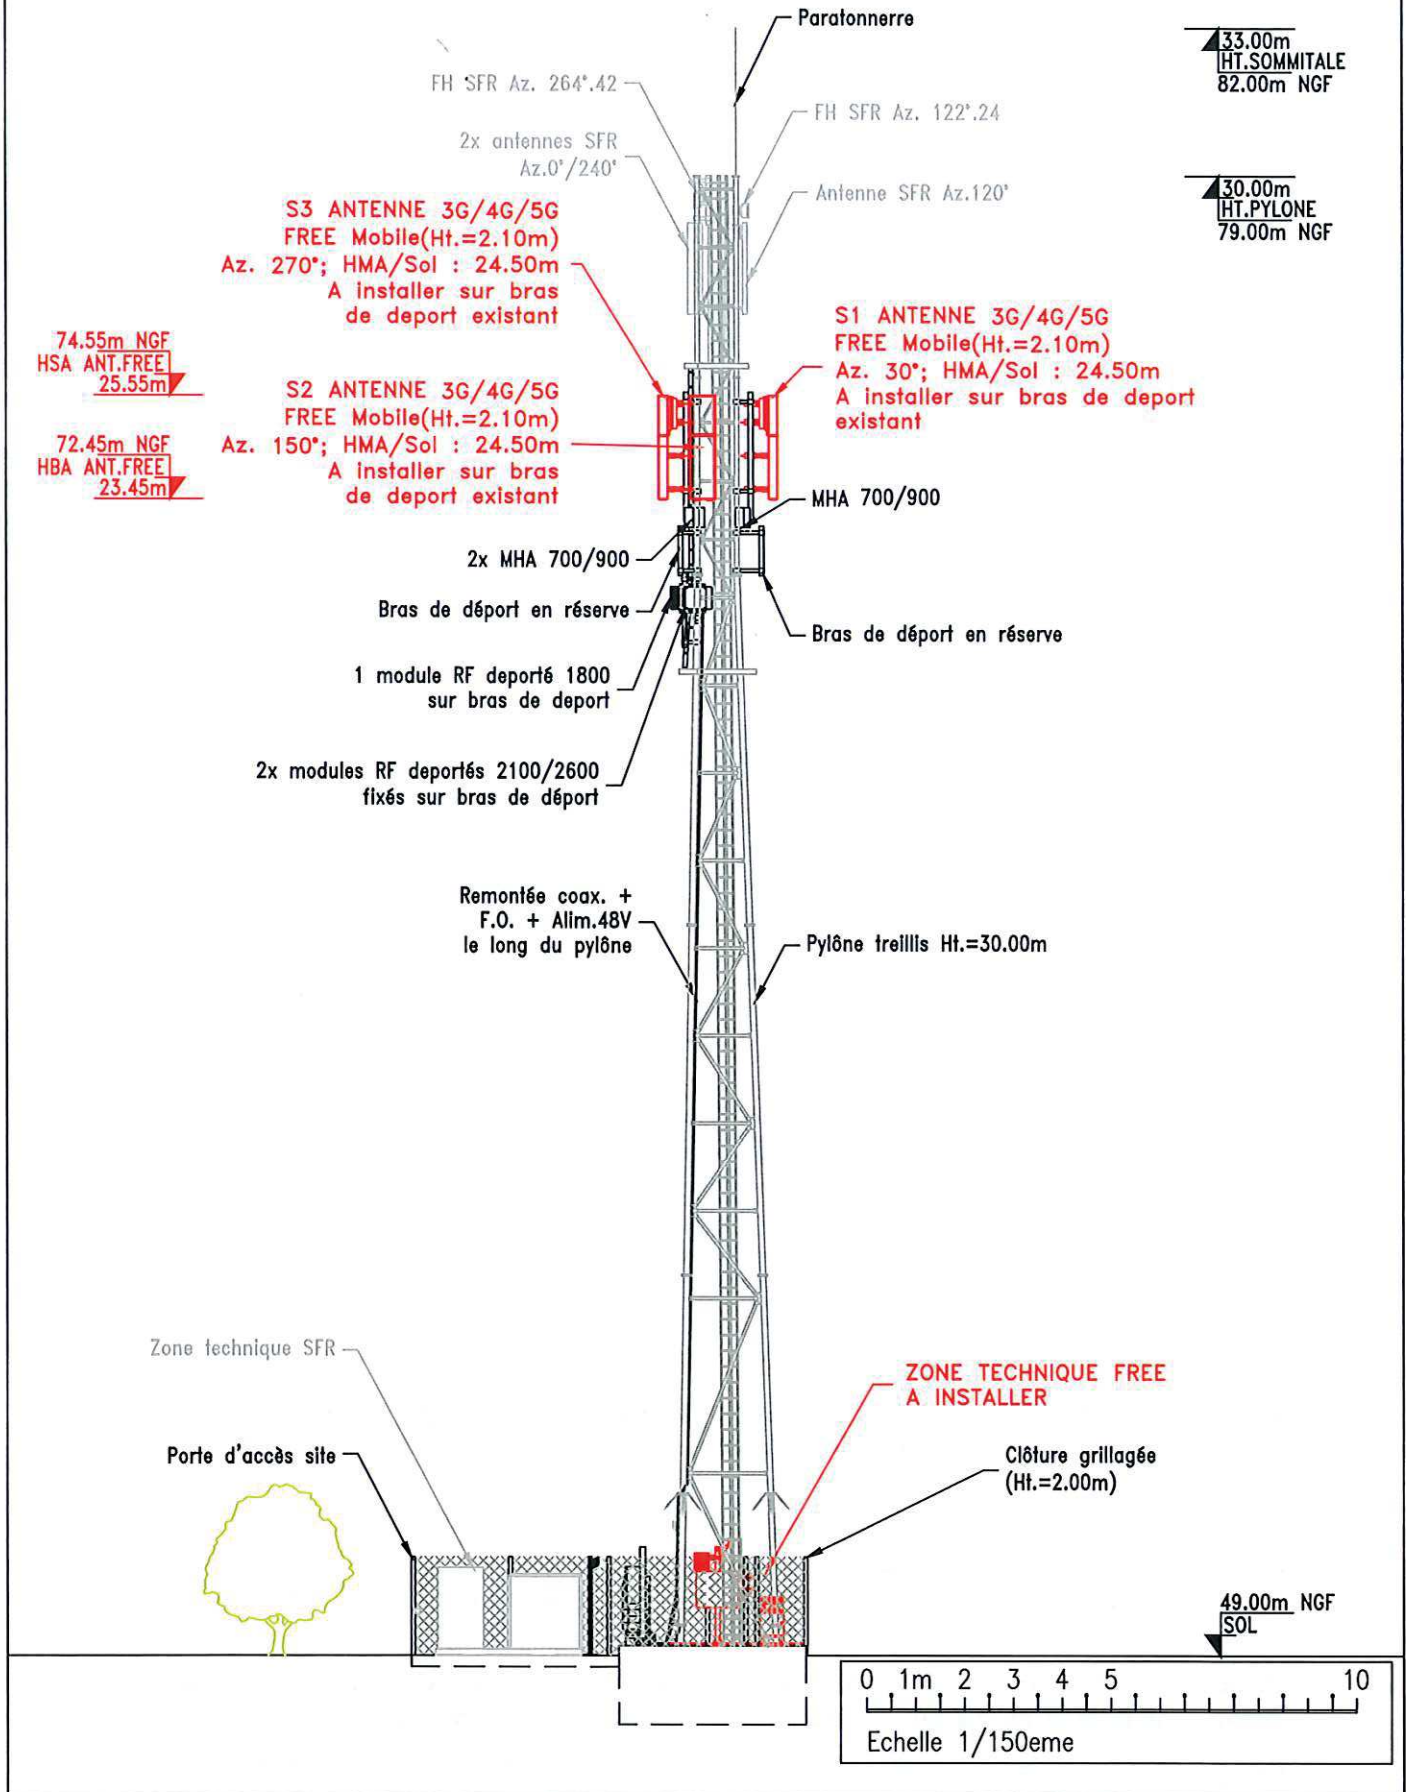 Paratonnerre
33.00m
HT.SOMMITALE
82.00m NGF
FH SFR Az. 264°.42
FH SFR Az. 122°.24
2x antennes SFR
Az.0°/240°
Antenne SFR Az.120°
30.00m
HT.PYLONE
79.00m NGF
S3 ANTENNE 3G/4G/5G
FREE Mobile(Ht.=2.10m)
Az. 270°; HMA/Sol : 24.50m
A installer sur bras
de deport existant
S1 ANTENNE 3G/4G/5G
FREE Mobile(Ht.=2.10m)
Az. 30°; HMA/Sol : 24.50m
A installer sur bras de deport
existant
74.55m NGF
HSA ANT.FREE
25.55m
S2 ANTENNE 3G/4G/5G
FREE Mobile(Ht.=2.10m)
Az. 150°; HMA/Sol : 24.50m
A installer sur bras
de deport existant
72.45m NGF
HBA ANT.FREE
23.45m
MHA 700/900
2x MHA 700/900
Bras de déport en réserve
Bras de déport en réserve
1 module RF deporté 1800
sur bras de deport
2x modules RF deportés 2100/2600
fixés sur bras de déport
Remontée coax. +
F.O. + Alim.48V
le long du pylône
Pylône treillis Ht.=30.00m
Zone technique SFR
ZONE TECHNIQUE FREE
A INSTALLER
Porte d'accès site
Clôture grillagée
(Ht.=2.00m)
49.00m NGF
SOL
0 1m 2 3 4 5 10
Echelle 1/150eme